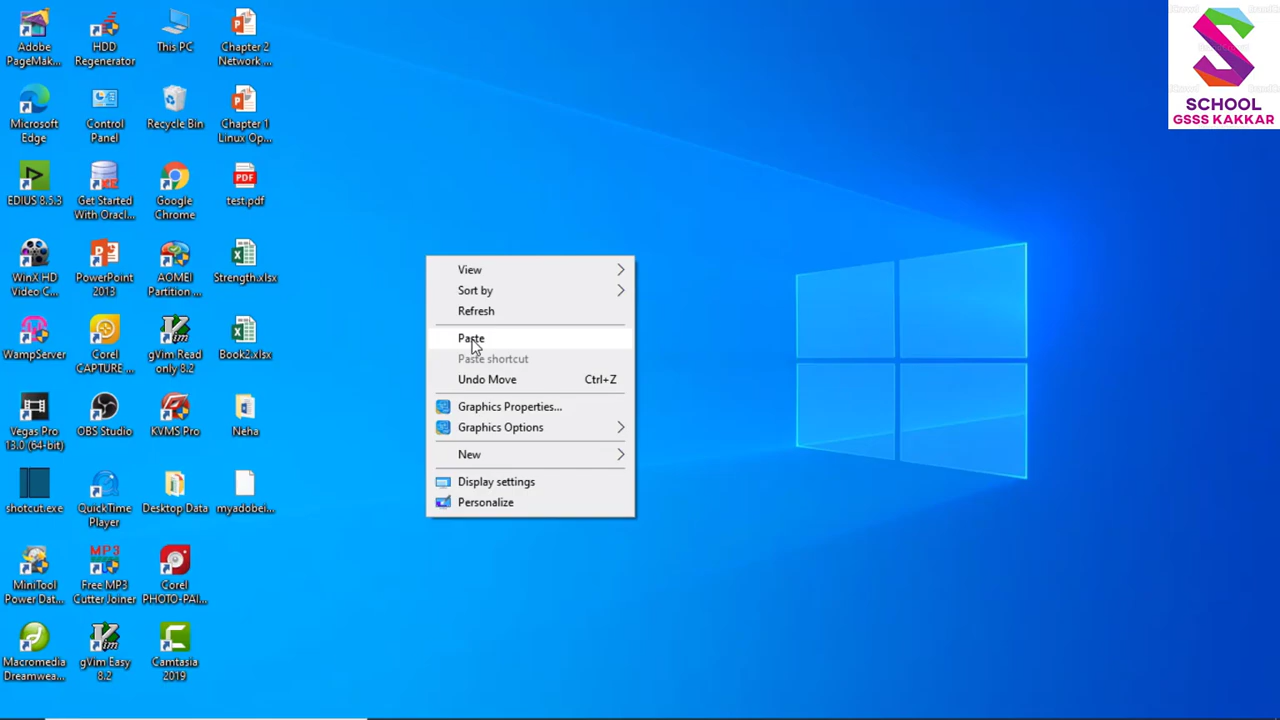 Adobe
PageMak...
HDD
Regenerator
This PC
Chapter 2
Network ...
Microsoft
Edge
Control
Panel
Recycle Bin
Chapter 1
Linux Op...
EDIUS 8.5.3
Get Started
With Oracl...
Google
Chrome
PDF
test.pdf
WinX HD
Video C...
PowerPoint
2013
AOMEI
Partition ...
Strength.xlsx
WampServer
Corel
CAPTURE ...
gVim Read
only 8.2
Book2.xlsx
Vegas Pro
13.0 (64-bit)
OBS Studio
KVMS Pro
Neha
shotcut.exe
QuickTime
Player
Desktop Data
myadobei...
MiniTool
Power Dat...
MP3
Free MP3
Cutter Joiner
Corel
PHOTO-PAI...
Macromedia
Dreamwea...
gVim Easy
8.2
Camtasia
2019
View
Sort by
Refresh
Paste
Paste shortcut
Undo Move Ctrl+Z
Graphics Properties...
Graphics Options
New
Display settings
Personalize
SCHOOL
GSSS KAKKAR